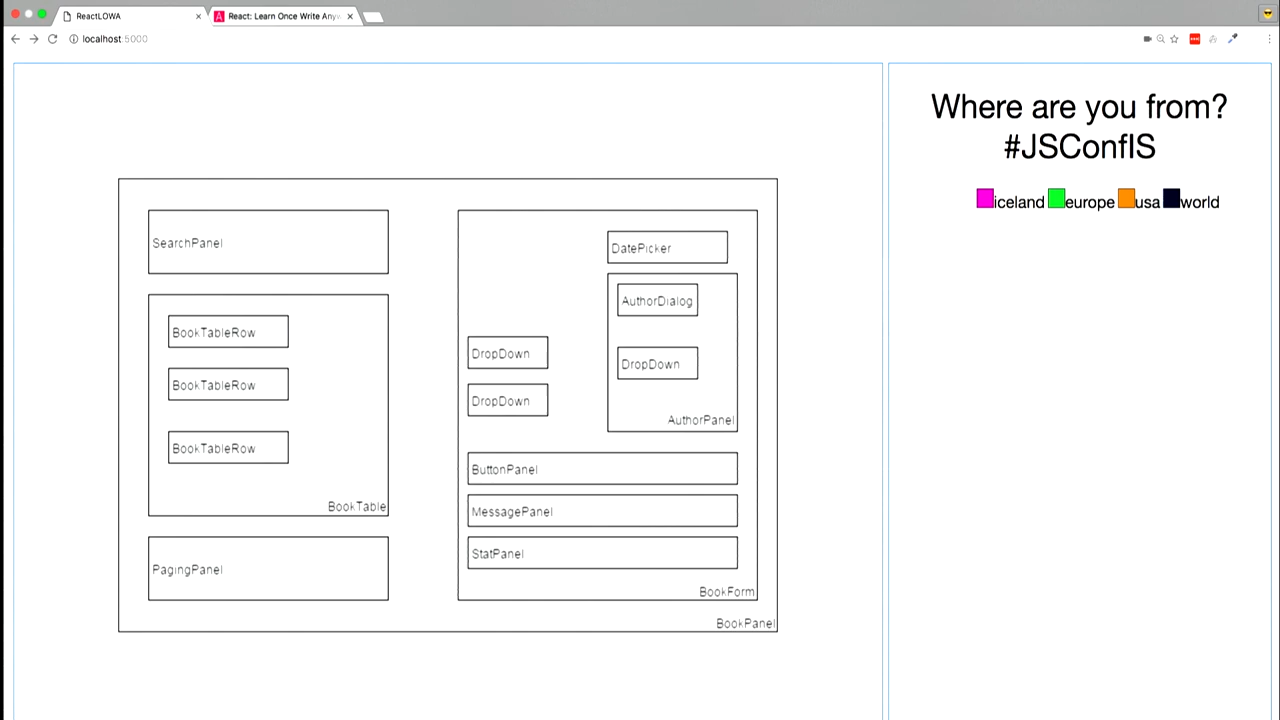 ReactLOWA
React: Learn Once Write Anyw
localhost:5000
SearchPanel
BookTableRow
BookTableRow
BookTableRow
BookTable
PagingPanel
DatePicker
AuthorDialog
DropDown
AuthorPanel
DropDown
DropDown
ButtonPanel
MessagePanel
StatPanel
BookForm
BookPanel
Where are you from?
#JSConfIS
iceland europe usa world